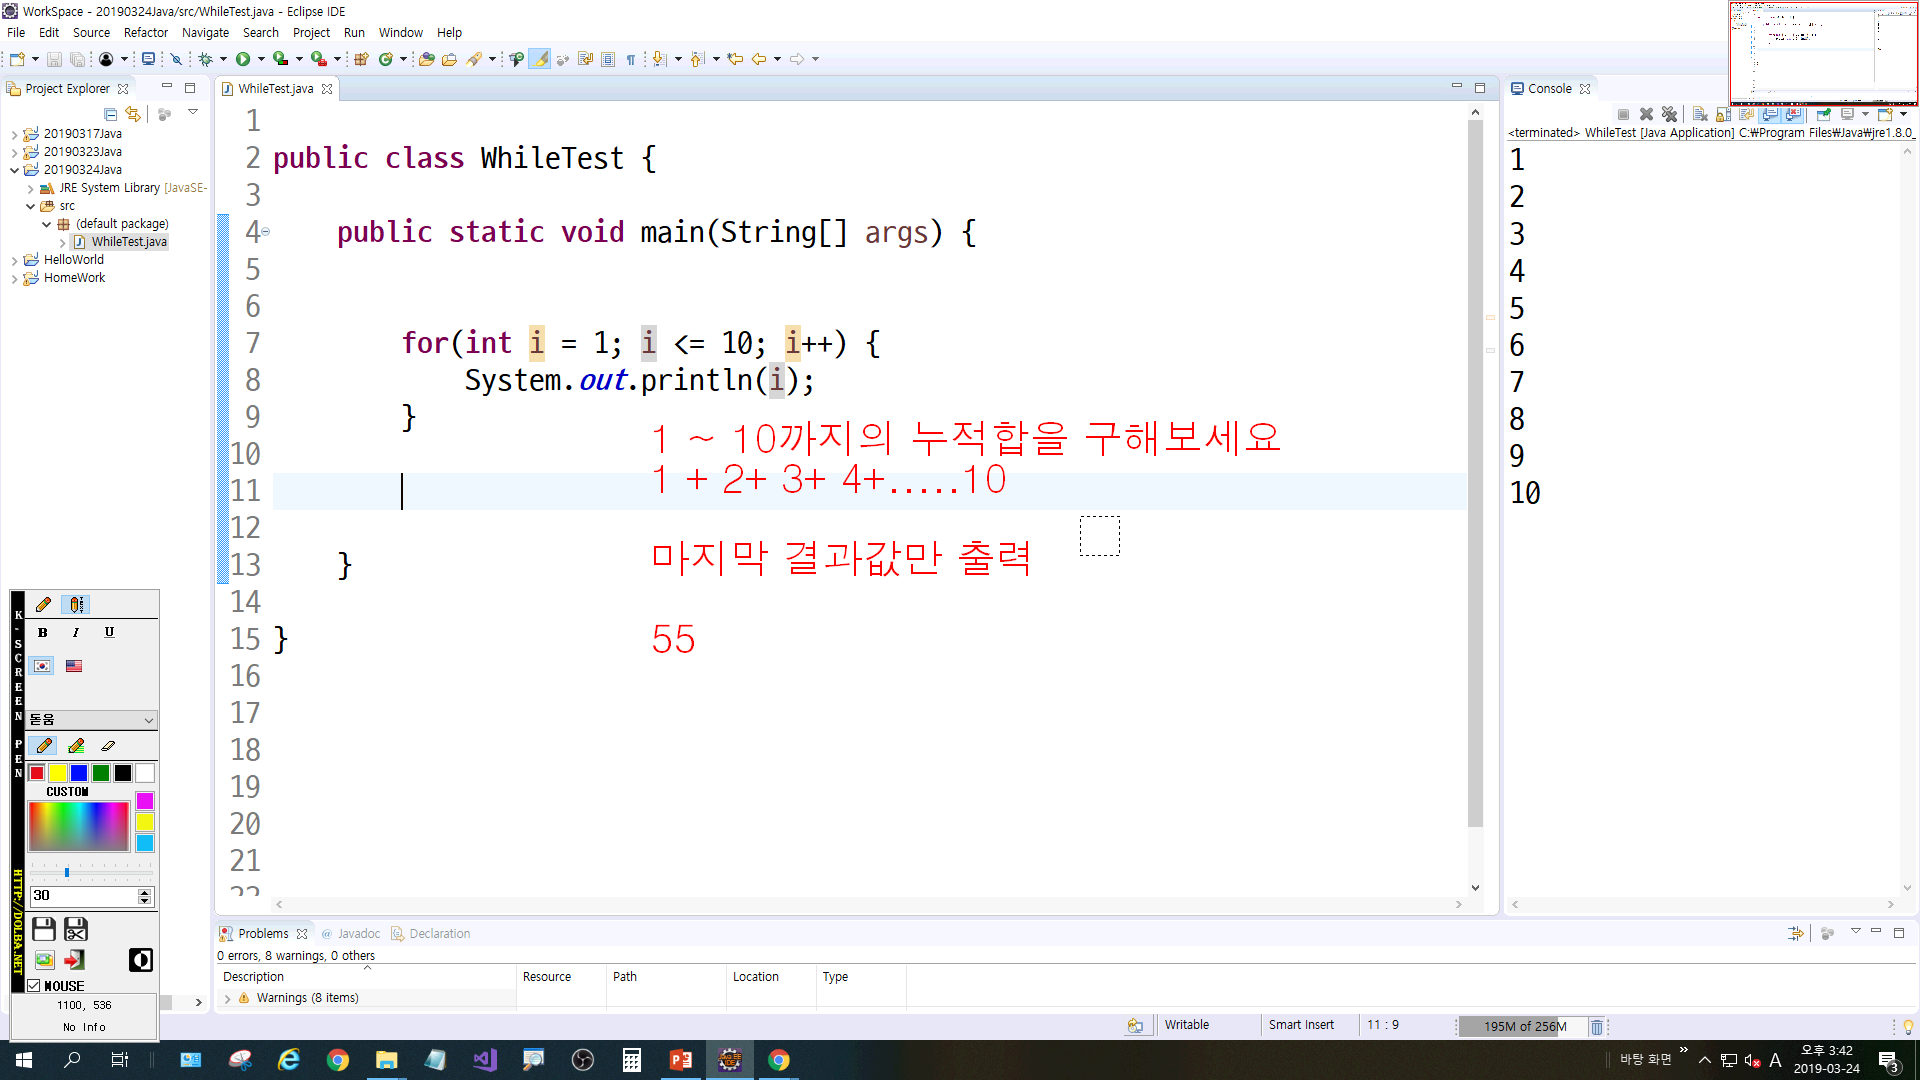 WorkSpace - 20190324Java/src/WhileTest.java - Eclipse IDE
File Edit Source Refactor Navigate Search Project Run Window Help
Project Explorer
20190317Java
20190323Java
20190324Java
JRE System Library [JavaSE-
src
(default package)
WhileTest.java
HelloWorld
HomeWork
WhileTest.java
1
2 public class WhileTest {
3
4 public static void main(String[] args) {
5
6
7 for(int i = 1; i <= 10; i++) {
8 System.out.println(i);
9 }
10
11
12
13 }
14
15 }
16
17
18
19
20
21
22
1 ~ 10까지의 누적합을 구해보세요
1 + 2+ 3+ 4+.....10
마지막 결과값만 출력
55
Console
<terminated> WhileTest [Java Application] C:₩Program Files₩Java₩jre1.8.0_
1
2
3
4
5
6
7
8
9
10
K-SCREEN PEN
HTTP://DOLBA.NET
B I U
돋움
CUSTOM
30
MOUSE
1100, 536
No Info
Problems Javadoc Declaration
0 errors, 8 warnings, 0 others
Description Resource Path Location Type
Warnings (8 items)
Writable Smart Insert 11 : 9 195M of 256M
바탕 화면 A 오후 3:42
2019-03-24
3